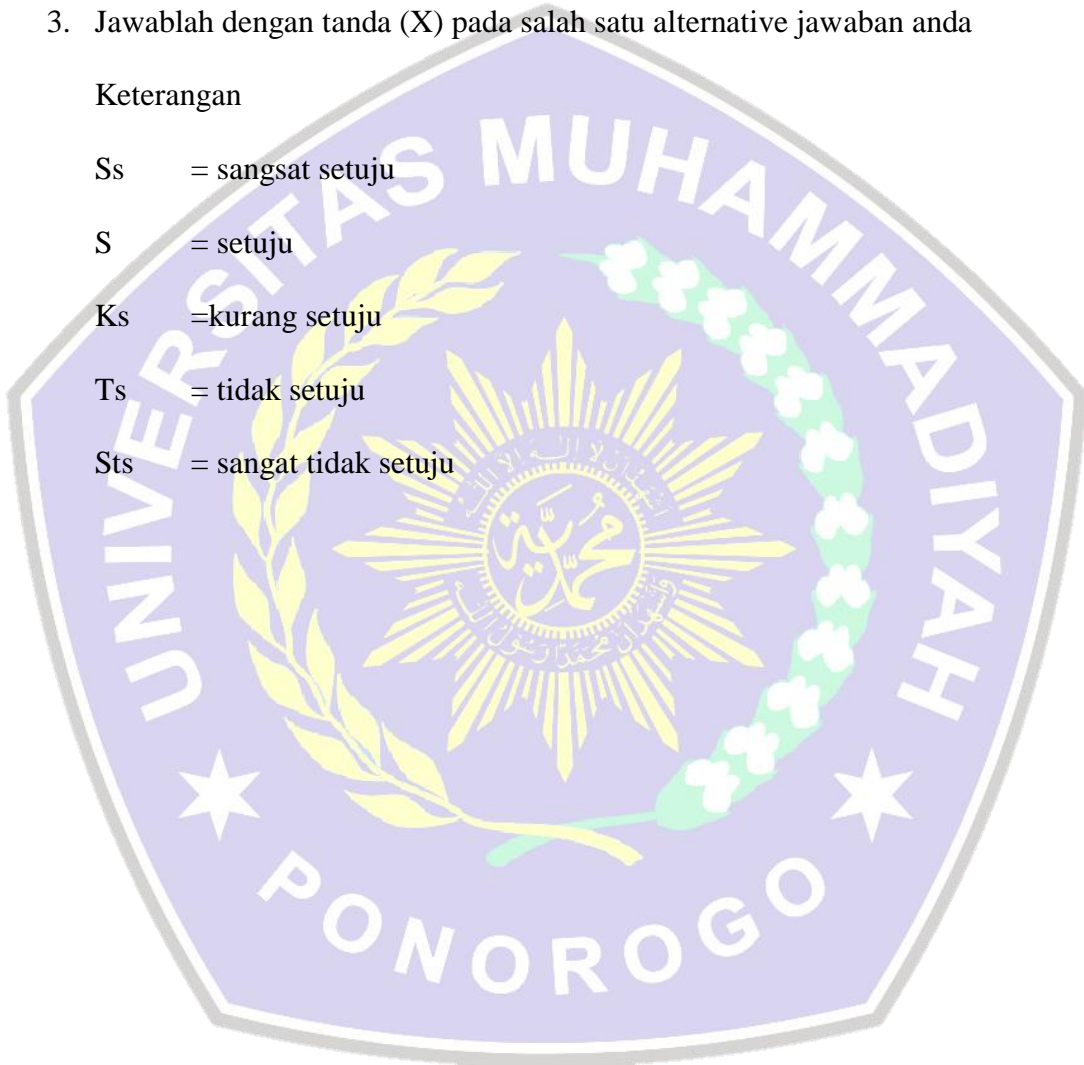 3. Jawablah dengan tanda (X) pada salah satu alternative jawaban anda
Keterangan
Ss = sangsat setuju
S = setuju
Ks =kurang setuju
Ts = tidak setuju
Sts = sangat tidak setuju
UNIVERSITAS MUHAMMADIYAH
PONOROGO
محمدية